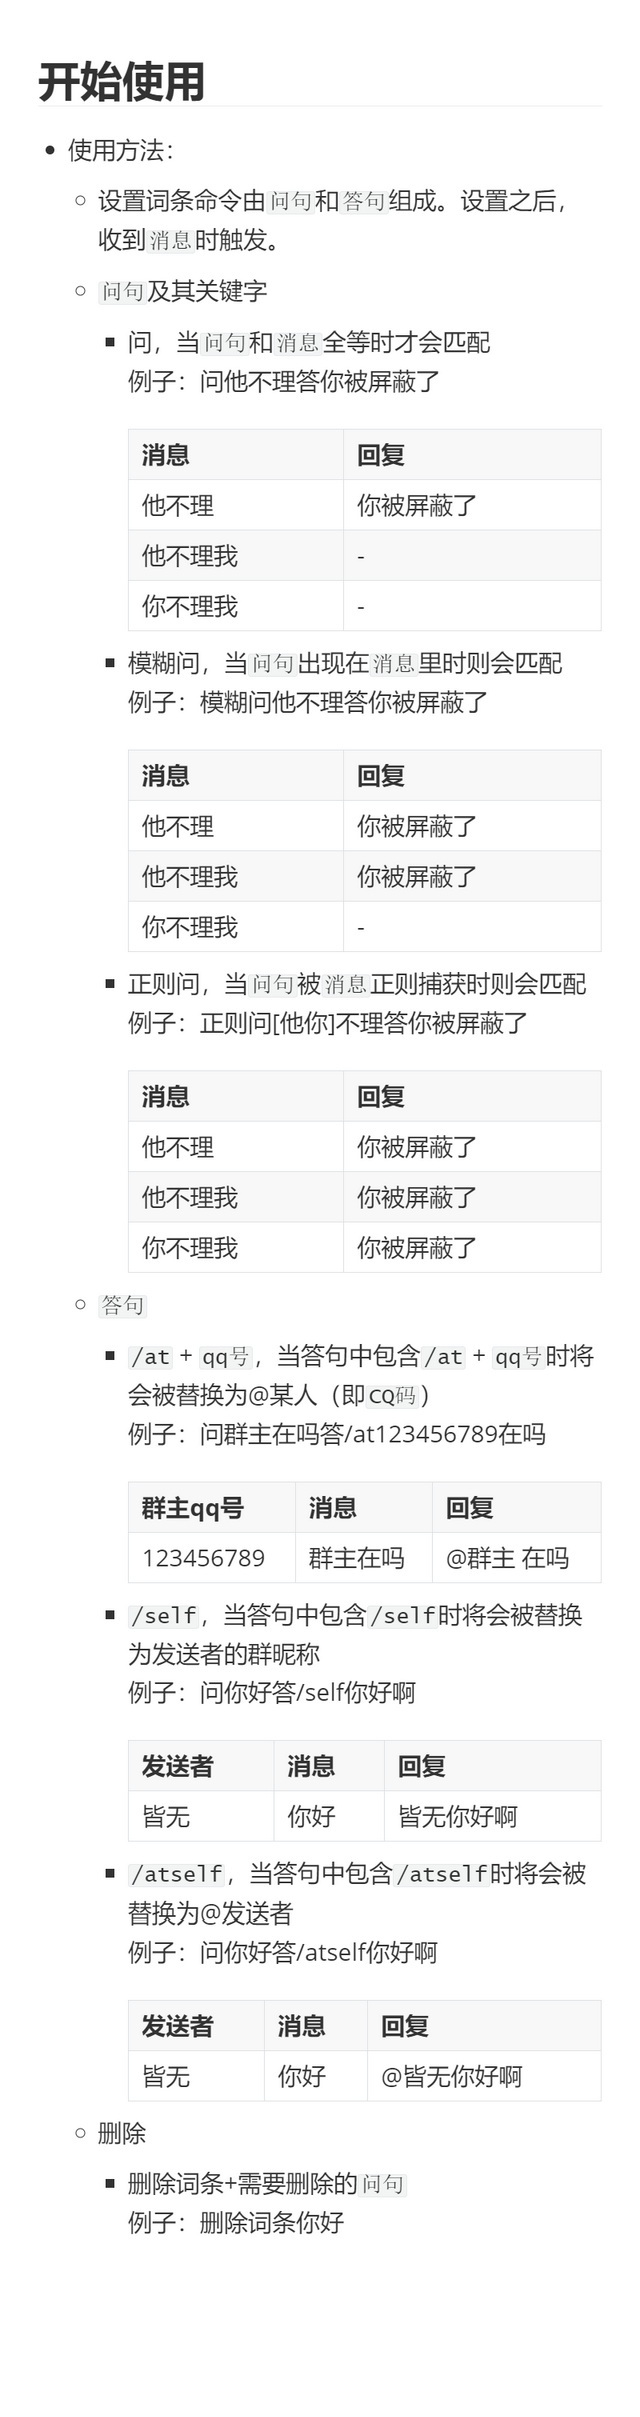 开始使用
使用方法：
设置词条命令由问句和答句组成。设置之后，
收到消息时触发。
问句及其关键字
问，当问句和消息全等时才会匹配
例子：问他不理答你被屏蔽了
消息 回复
他不理 你被屏蔽了
他不理我 -
你不理我 -
模糊问，当问句出现在消息里时则会匹配
例子：模糊问他不理答你被屏蔽了
消息 回复
他不理 你被屏蔽了
他不理我 你被屏蔽了
你不理我 -
正则问，当问句被消息正则捕获时则会匹配
例子：正则问[他你]不理答你被屏蔽了
消息 回复
他不理 你被屏蔽了
他不理我 你被屏蔽了
你不理我 你被屏蔽了
答句
/at + qq号，当答句中包含/at + qq号时将
会被替换为@某人（即CQ码）
例子：问群主在吗答/at123456789在吗
群主qq号 消息 回复
123456789 群主在吗 @群主 在吗
/self，当答句中包含/self时将会被替换
为发送者的群昵称
例子：问你好答/self你好啊
发送者 消息 回复
皆无 你好 皆无你好啊
/atself，当答句中包含/atself时将会被
替换为@发送者
例子：问你好答/atself你好啊
发送者 消息 回复
皆无 你好 @皆无你好啊
删除
删除词条+需要删除的问句
例子：删除词条你好